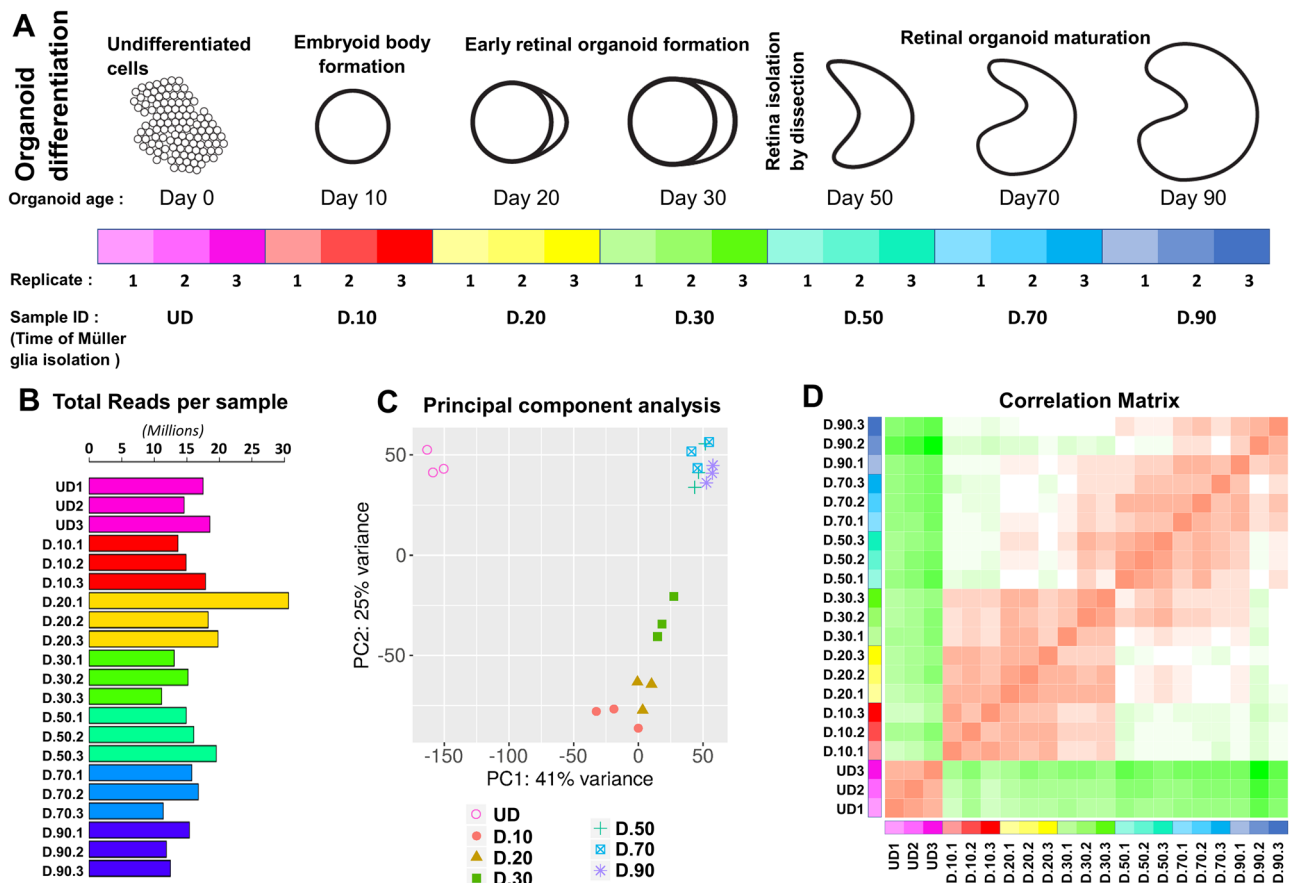 A
Organoid
differentiation
Undifferentiated
cells
Embryoid body
formation
Early retinal organoid formation
Retina isolation
by dissection
Retinal organoid maturation
Organoid age : Day 0 Day 10 Day 20 Day 30 Day 50 Day70 Day 90
Replicate : 1 2 3 1 2 3 1 2 3 1 2 3 1 2 3 1 2 3 1 2 3
Sample ID : UD D.10 D.20 D.30 D.50 D.70 D.90
(Time of Müller
glia isolation )
B Total Reads per sample
(Millions)
0 5 10 15 20 25 30
UD1
UD2
UD3
D.10.1
D.10.2
D.10.3
D.20.1
D.20.2
D.20.3
D.30.1
D.30.2
D.30.3
D.50.1
D.50.2
D.50.3
D.70.1
D.70.2
D.70.3
D.90.1
D.90.2
D.90.3
C Principal component analysis
PC2: 25% variance
50
0
-50
-150 -100 -50 0 50
PC1: 41% variance
UD
D.10
D.20
D.30
D.50
D.70
D.90
D Correlation Matrix
D.90.3
D.90.2
D.90.1
D.70.3
D.70.2
D.70.1
D.50.3
D.50.2
D.50.1
D.30.3
D.30.2
D.30.1
D.20.3
D.20.2
D.20.1
D.10.3
D.10.2
D.10.1
UD3
UD2
UD1
UD1 UD2 UD3 D.10.1 D.10.2 D.10.3 D.20.1 D.20.2 D.20.3 D.30.1 D.30.2 D.30.3 D.50.1 D.50.2 D.50.3 D.70.1 D.70.2 D.70.3 D.90.1 D.90.2 D.90.3